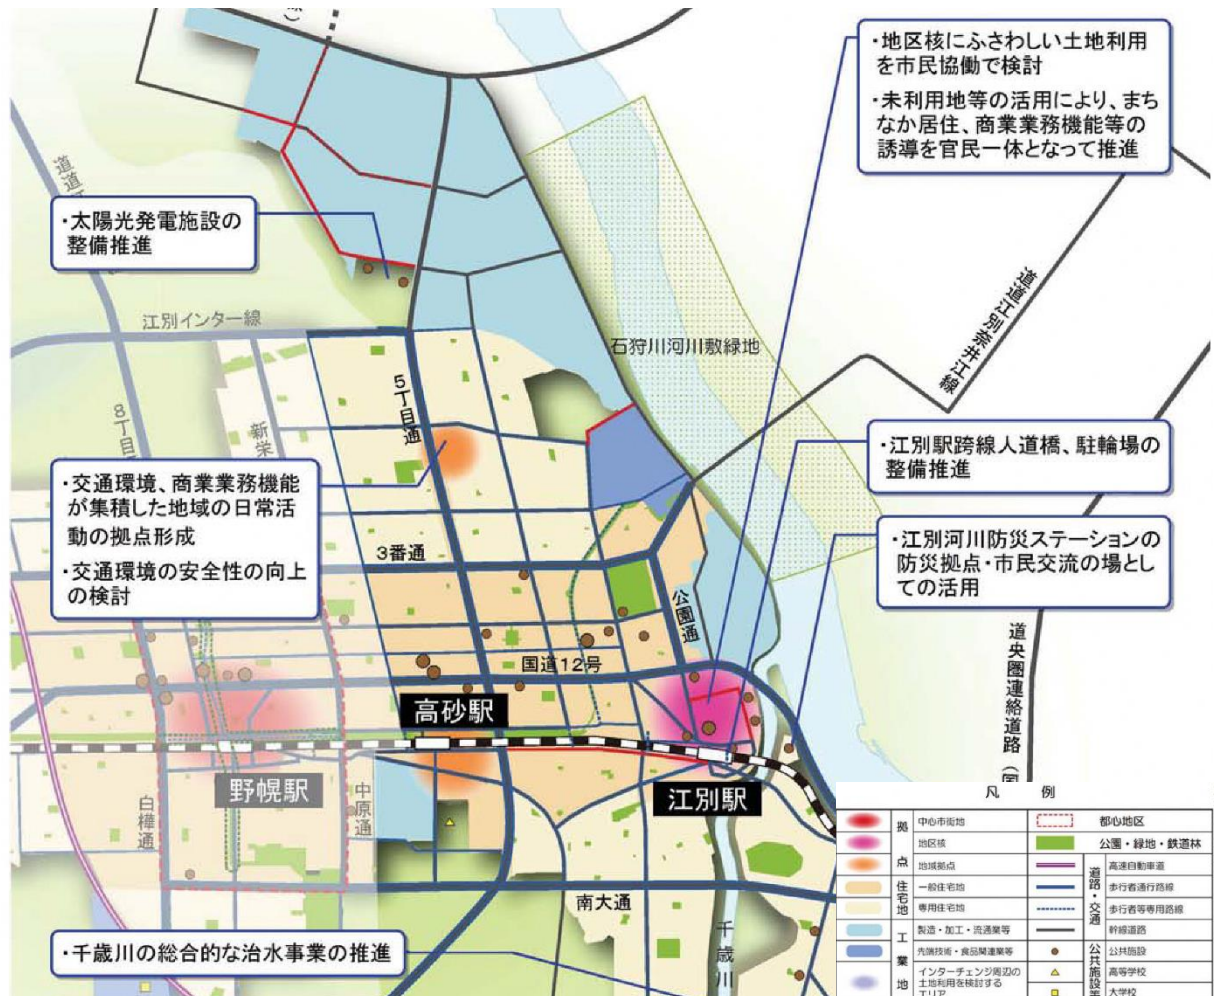 ・地区核にふさわしい土地利用
を市民協働で検討
・未利用地等の活用により、まち
なか居住、商業業務機能等の
誘導を官民一体となって推進
・太陽光発電施設の
整備推進
江別インター線
石狩川河川敷緑地
道道江別奈井江線
5丁目通
8丁目
新栄
・交通環境、商業業務機能
が集積した地域の日常活
動の拠点形成
・交通環境の安全性の向上
の検討
・江別駅跨線人道橋、駐輪場の
整備推進
・江別河川防災ステーションの
防災拠点・市民交流の場とし
ての活用
3番通
公園通
国道12号
道央圏連絡道路(
高砂駅
野幌駅
江別駅
白樺通
中原通
南大通
千歳川
・千歳川の総合的な治水事業の推進
凡 例
拠点
中心市街地
地区核
地域拠点
住宅地
一般住宅地
専用住宅地
工業地
製造・加工・流通業等
先端技術・食品関連業等
インターチェンジ周辺の
土地利用を検討する
エリア
都心地区
公園・緑地・鉄道林
道路・交通
高速自動車道
歩行者通行路線
歩行者等専用路線
幹線道路
公共施設等
公共施設
高等学校
大学校